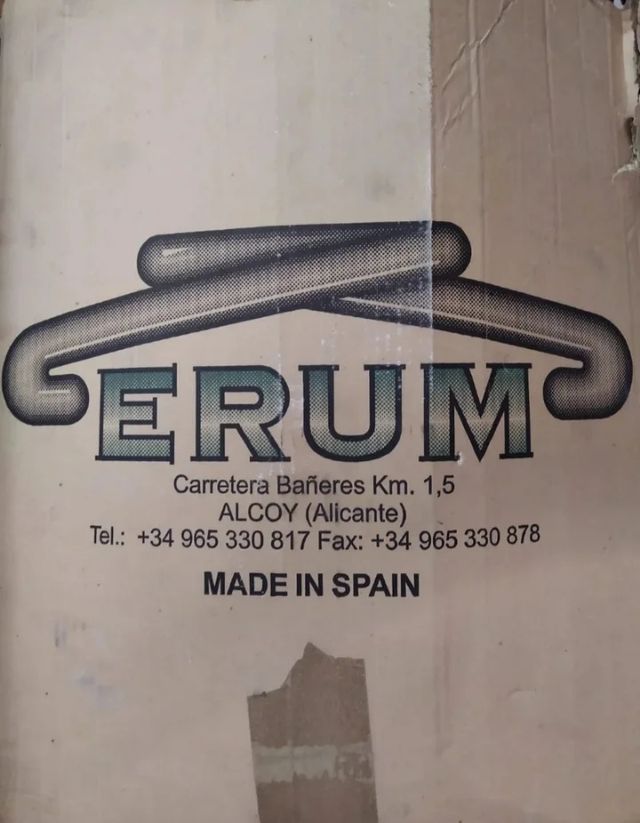 ERUM
Carretera Bañeres Km. 1,5
ALCOY (Alicante)
Tel.: +34 965 330 817 Fax: +34 965 330 878
MADE IN SPAIN